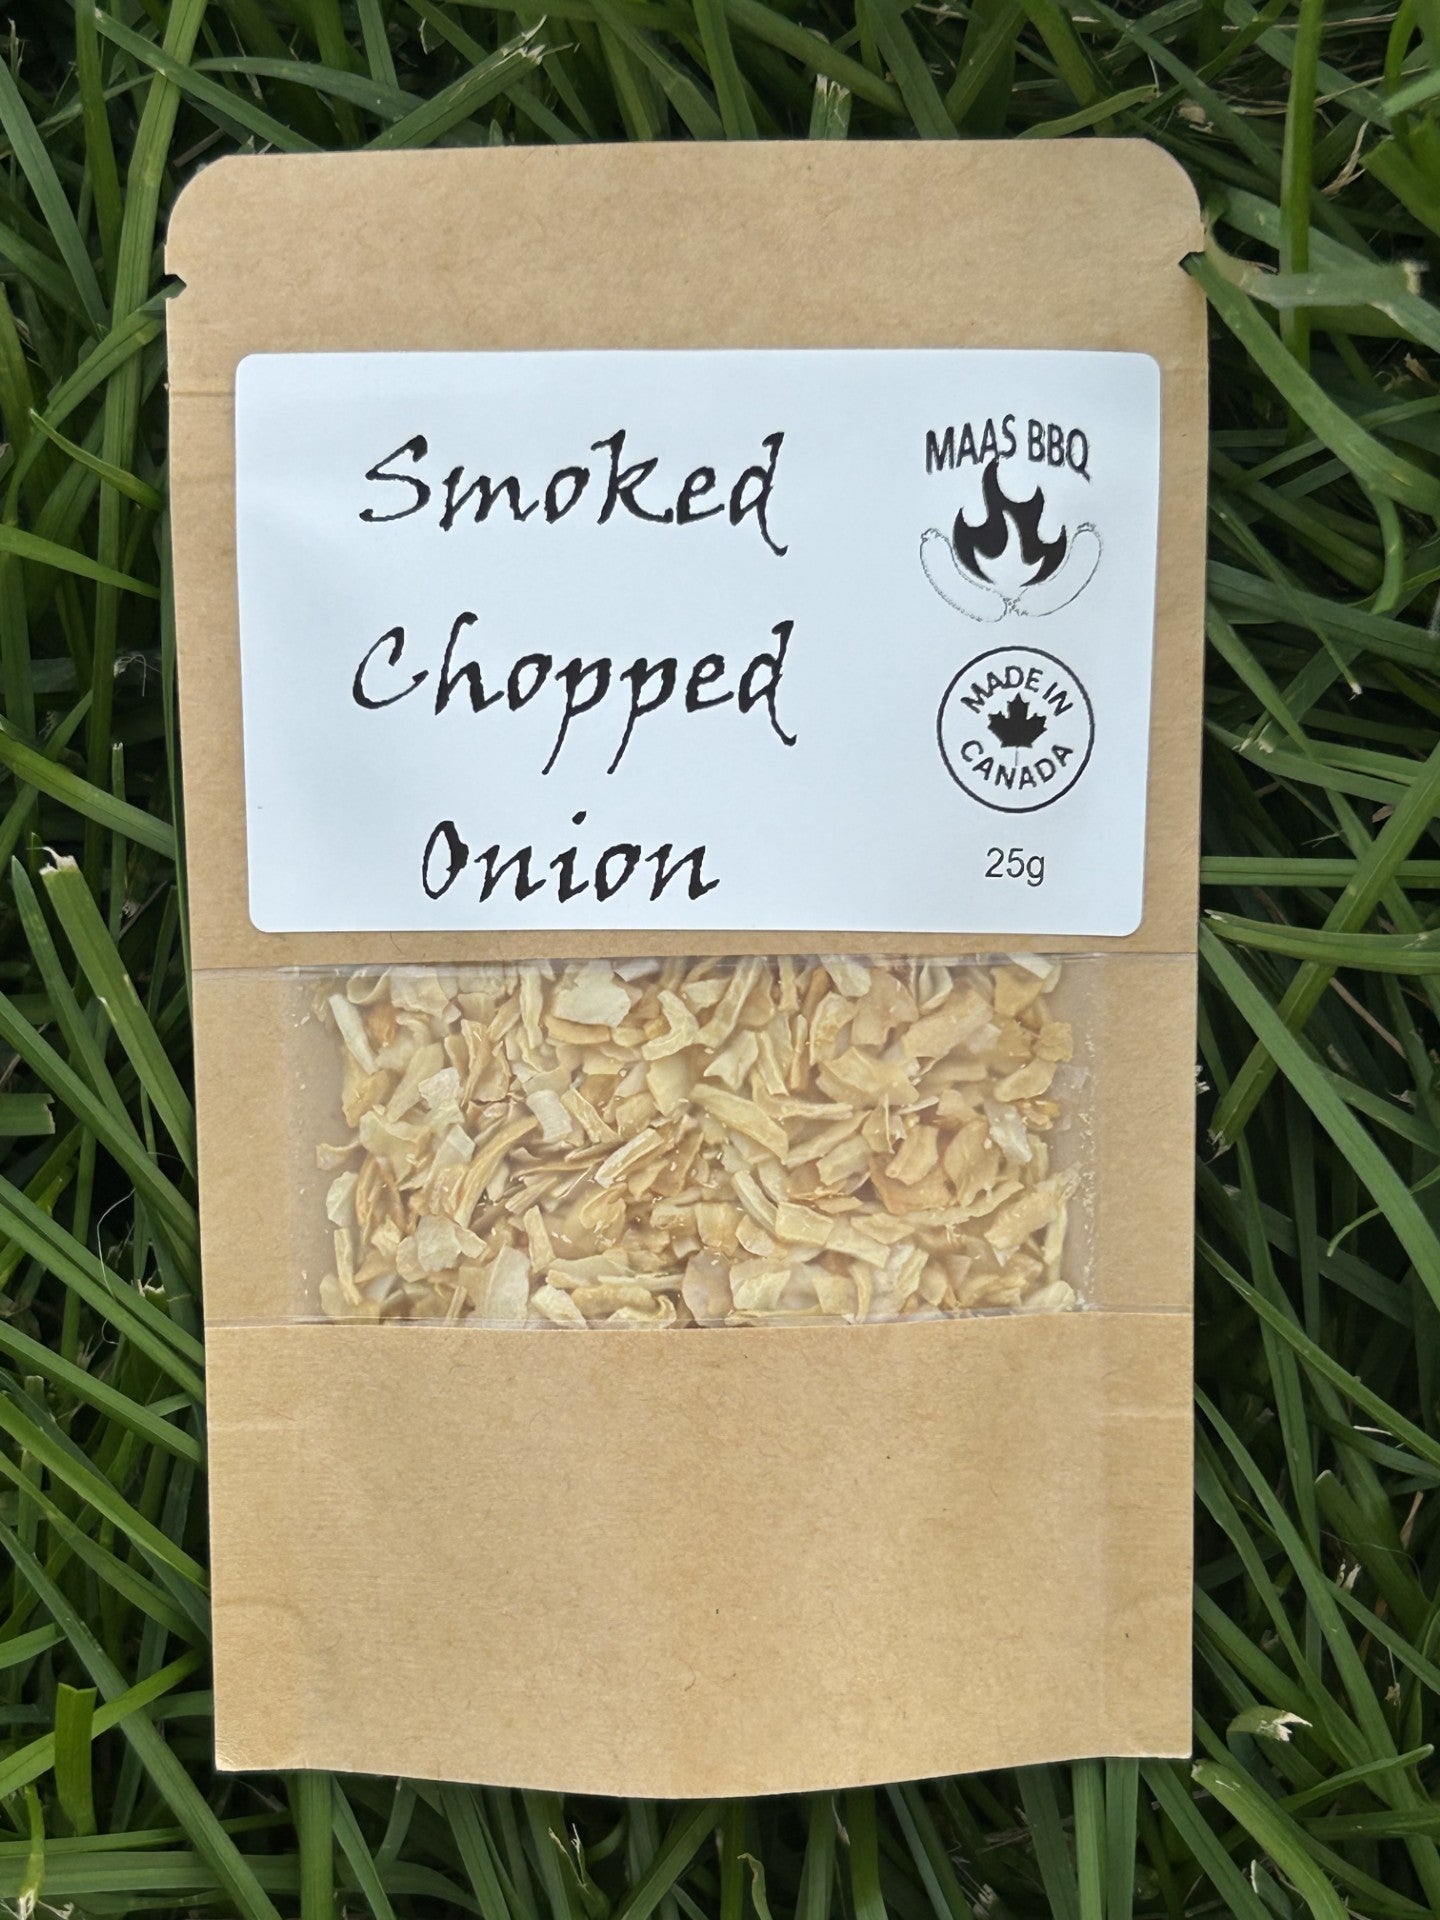 Smoked
Chopped
Onion
MAAS BBQ
MADE IN
CANADA
25g